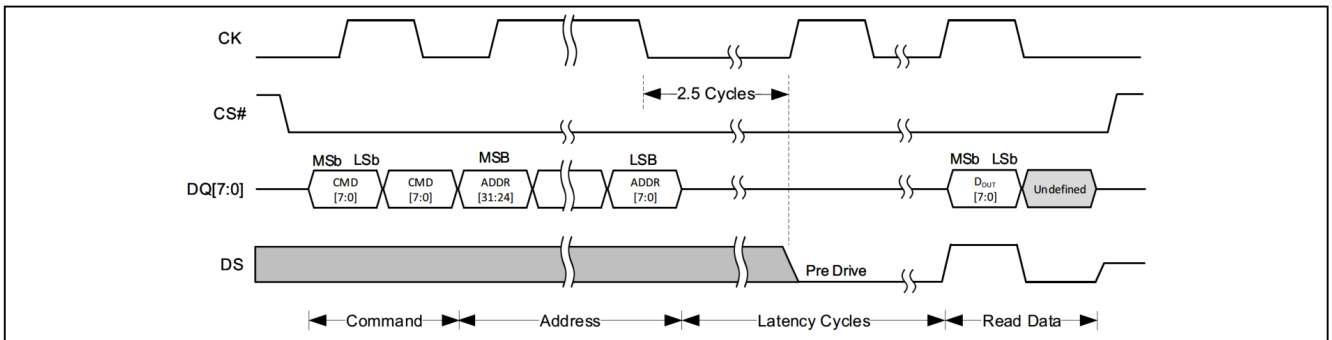 CK
2.5 Cycles
CS#
MSb LSb MSB LSB MSb LSb
DQ[7:0] CMD [7:0] CMD [7:0] ADDR [31:24] ADDR [7:0] DOUT [7:0] Undefined
DS
Pre Drive
Command Address Latency Cycles Read Data